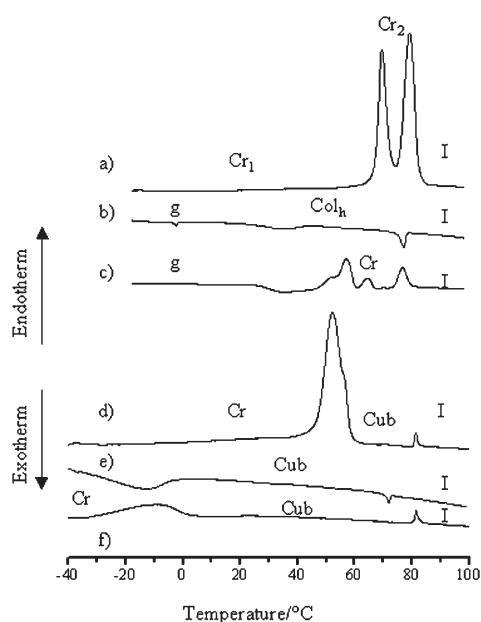 Cr2
a) Cr1 I
b) g Colh I
c) g Cr I
d) Cr Cub I
e) Cub I
Cr Cub I
f)
Endotherm
Exotherm
-40 -20 0 20 40 60 80 100
Temperature/°C